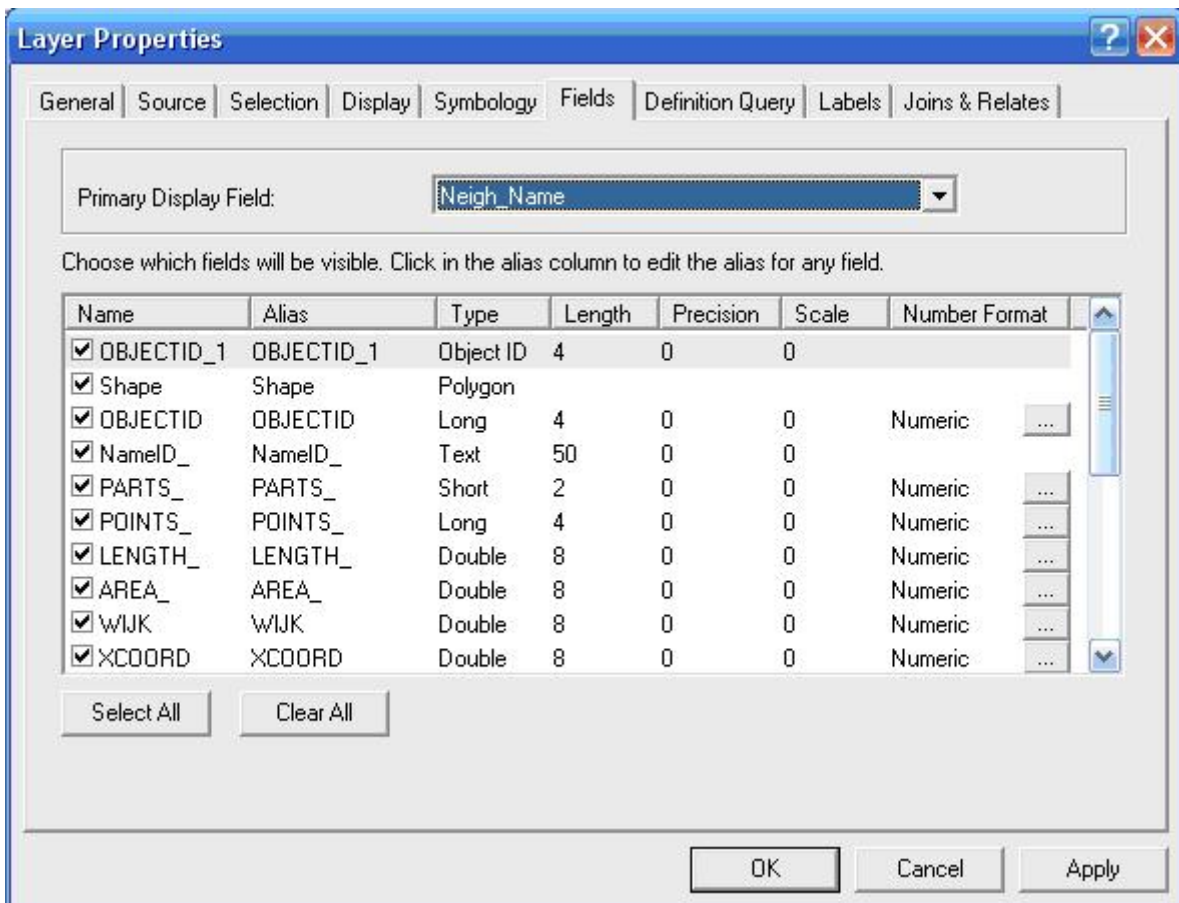 Layer Properties
General Source Selection Display Symbology Fields Definition Query Labels Joins & Relates
Primary Display Field: Neigh_Name
Choose which fields will be visible. Click in the alias column to edit the alias for any field.
Name Alias Type Length Precision Scale Number Format
OBJECTID_1 OBJECTID_1 Object ID 4 0 0
Shape Shape Polygon
OBJECTID OBJECTID Long 4 0 0 Numeric ...
NameID_ NameID_ Text 50 0 0
PARTS_ PARTS_ Short 2 0 0 Numeric ...
POINTS_ POINTS_ Long 4 0 0 Numeric ...
LENGTH_ LENGTH_ Double 8 0 0 Numeric ...
AREA_ AREA_ Double 8 0 0 Numeric ...
WIJK WIJK Double 8 0 0 Numeric ...
XCOORD XCOORD Double 8 0 0 Numeric ...
Select All Clear All
OK Cancel Apply